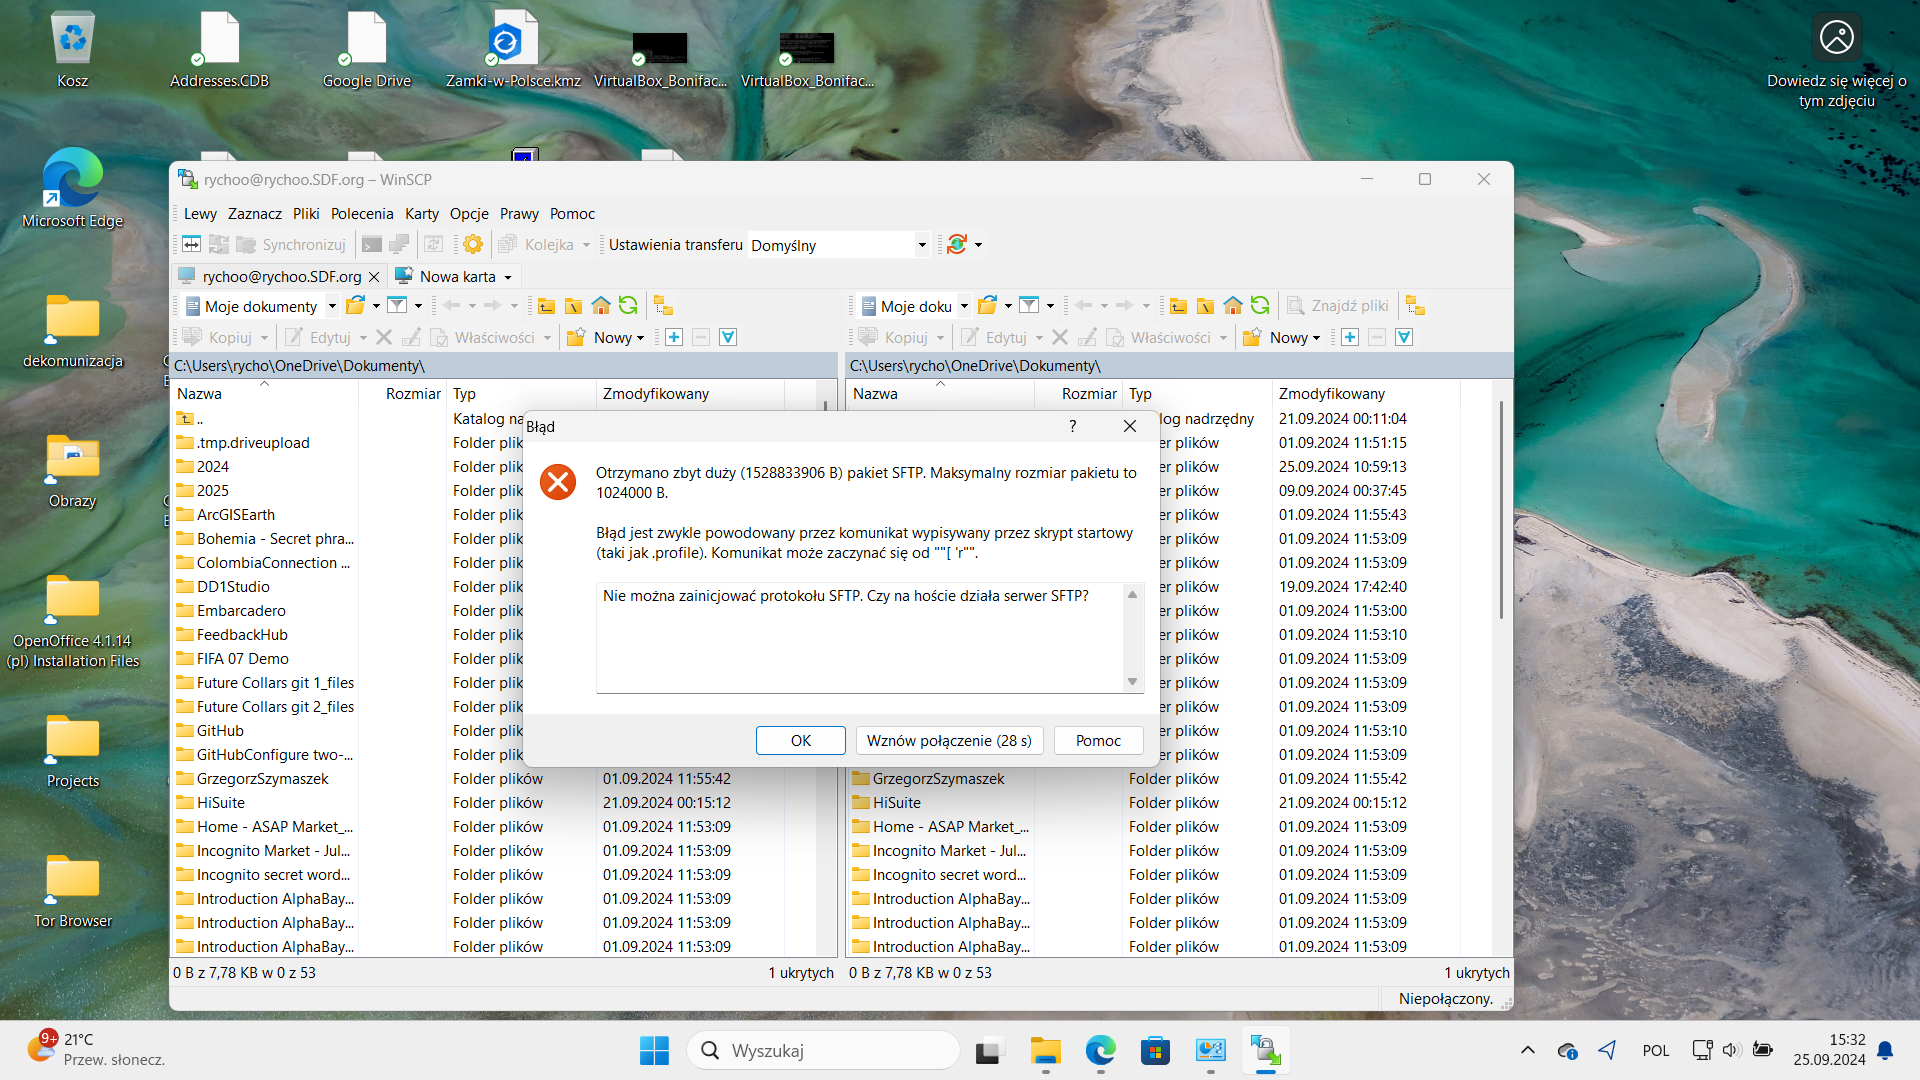 Kosz
Addresses.CDB
Google Drive
Zamki-w-Polsce.kmz
VirtualBox_Bonifac...
VirtualBox_Bonifac...
Dowiedz się więcej o
tym zdjęciu
Microsoft Edge
dekomunizacja
Obrazy
OpenOffice 4.1.14
(pl) Installation Files
Projects
Tor Browser
rychoo@rychoo.SDF.org – WinSCP
Lewy Zaznacz Pliki Polecenia Karty Opcje Prawy Pomoc
Synchronizuj Kolejka Ustawienia transferu Domyślny
rychoo@rychoo.SDF.org Nowa karta
Moje dokumenty
Kopiuj Edytuj Właściwości Nowy
C:\Users\rycho\OneDrive\Dokumenty\
Nazwa Rozmiar Typ Zmodyfikowany
.. Katalog na
.tmp.driveupload Folder plik
2024 Folder plik
2025 Folder plik
ArcGISEarth Folder plik
Bohemia - Secret phra... Folder plik
ColombiaConnection ... Folder plik
DD1Studio Folder plik
Embarcadero Folder plik
FeedbackHub Folder plik
FIFA 07 Demo Folder plik
Future Collars git 1_files Folder plik
Future Collars git 2_files Folder plik
GitHub Folder plik
GitHubConfigure two-... Folder plik
GrzegorzSzymaszek Folder plików 01.09.2024 11:55:42
HiSuite Folder plików 21.09.2024 00:15:12
Home - ASAP Market_... Folder plików 01.09.2024 11:53:09
Incognito Market - Jul... Folder plików 01.09.2024 11:53:09
Incognito secret word... Folder plików 01.09.2024 11:53:09
Introduction AlphaBay... Folder plików 01.09.2024 11:53:09
Introduction AlphaBay... Folder plików 01.09.2024 11:53:09
Introduction AlphaBay... Folder plików 01.09.2024 11:53:09
0 B z 7,78 KB w 0 z 53 1 ukrytych
Moje doku Znajdź pliki
Kopiuj Edytuj Właściwości Nowy
C:\Users\rycho\OneDrive\Dokumenty\
Nazwa Rozmiar Typ Zmodyfikowany
log nadrzędny 21.09.2024 00:11:04
er plików 01.09.2024 11:51:15
er plików 25.09.2024 10:59:13
er plików 09.09.2024 00:37:45
er plików 01.09.2024 11:55:43
er plików 01.09.2024 11:53:09
er plików 01.09.2024 11:53:09
er plików 19.09.2024 17:42:40
er plików 01.09.2024 11:53:00
er plików 01.09.2024 11:53:10
er plików 01.09.2024 11:53:09
er plików 01.09.2024 11:53:09
er plików 01.09.2024 11:53:09
er plików 01.09.2024 11:53:10
er plików 01.09.2024 11:53:09
GrzegorzSzymaszek Folder plików 01.09.2024 11:55:42
HiSuite Folder plików 21.09.2024 00:15:12
Home - ASAP Market_... Folder plików 01.09.2024 11:53:09
Incognito Market - Jul... Folder plików 01.09.2024 11:53:09
Incognito secret word... Folder plików 01.09.2024 11:53:09
Introduction AlphaBay... Folder plików 01.09.2024 11:53:09
Introduction AlphaBay... Folder plików 01.09.2024 11:53:09
Introduction AlphaBay... Folder plików 01.09.2024 11:53:09
0 B z 7,78 KB w 0 z 53 1 ukrytych
Niepołączony.
Błąd ?
Otrzymano zbyt duży (1528833906 B) pakiet SFTP. Maksymalny rozmiar pakietu to
1024000 B.
Błąd jest zwykle powodowany przez komunikat wypisywany przez skrypt startowy
(taki jak .profile). Komunikat może zaczynać się od ""[ 'r"".
Nie można zainicjować protokołu SFTP. Czy na hoście działa serwer SFTP?
OK Wznów połączenie (28 s) Pomoc
9+ 21°C
Przew. słonecz.
Wyszukaj
POL
15:32
25.09.2024